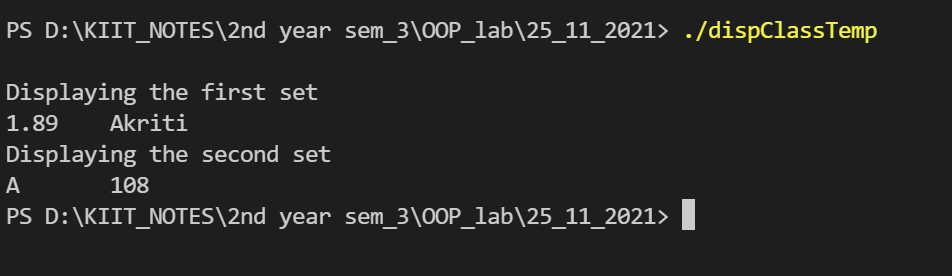 PS D:\KIIT_NOTES\2nd year sem_3\OOP_lab\25_11_2021> ./dispClassTemp
Displaying the first set
1.89    Akriti
Displaying the second set
A       108
PS D:\KIIT_NOTES\2nd year sem_3\OOP_lab\25_11_2021>